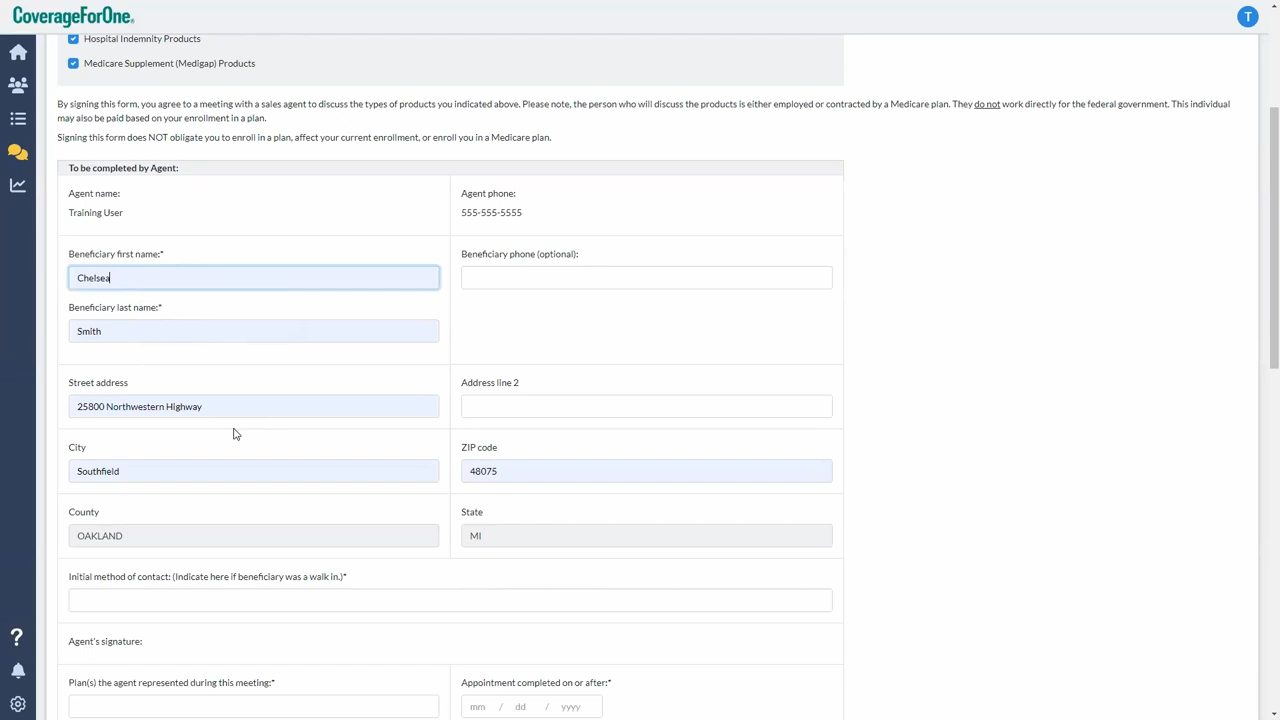 CoverageForOne.
T
Hospital Indemnity Products
Medicare Supplement (Medigap) Products
By signing this form, you agree to a meeting with a sales agent to discuss the types of products you indicated above. Please note, the person who will discuss the products is either employed or contracted by a Medicare plan. They do not work directly for the federal government. This individual
may also be paid based on your enrollment in a plan.
Signing this form does NOT obligate you to enroll in a plan, affect your current enrollment, or enroll you in a Medicare plan.
To be completed by Agent:
Agent name:
Agent phone:
Training User
555-555-5555
Beneficiary first name:*
Beneficiary phone (optional):
Chelsea
Beneficiary last name:*
Smith
Street address
Address line 2
25800 Northwestern Highway
City
ZIP code
Southfield
48075
County
State
OAKLAND
MI
Initial method of contact: (Indicate here if beneficiary was a walk in.)*
Agent's signature:
Plan(s) the agent represented during this meeting:*
Appointment completed on or after:*
mm / dd / yyyy
?